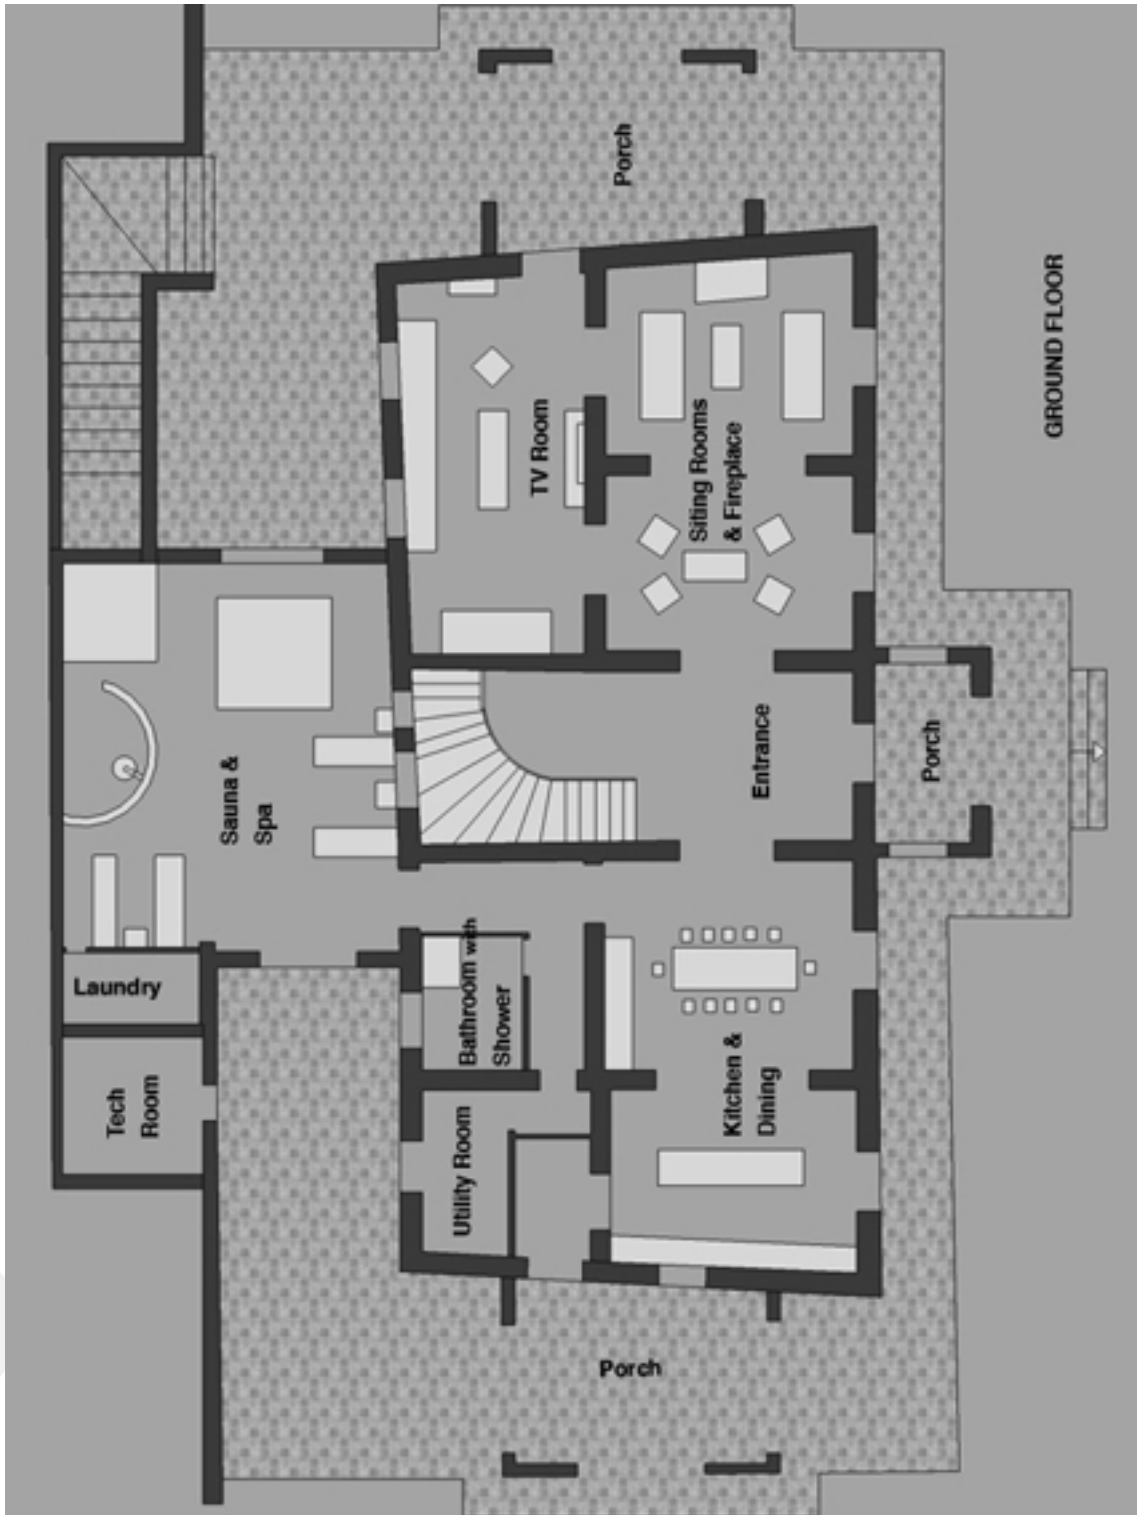 Porch
GROUND FLOOR
TV Room
Siting Rooms
& Fireplace
Sauna &
Spa
Entrance
Porch
Laundry
Bathroom with
Shower
Tech
Room
Utility Room
Kitchen &
Dining
Porch